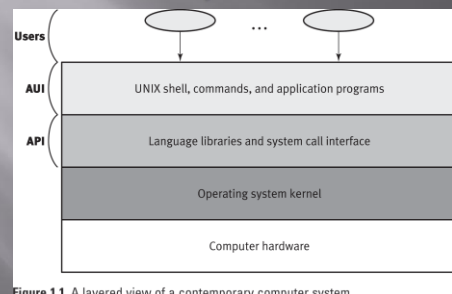 Users
...
AUI
UNIX shell, commands, and application programs
API
Language libraries and system call interface
Operating system kernel
Computer hardware
Figure 1.1 A layered view of a contemporary computer system